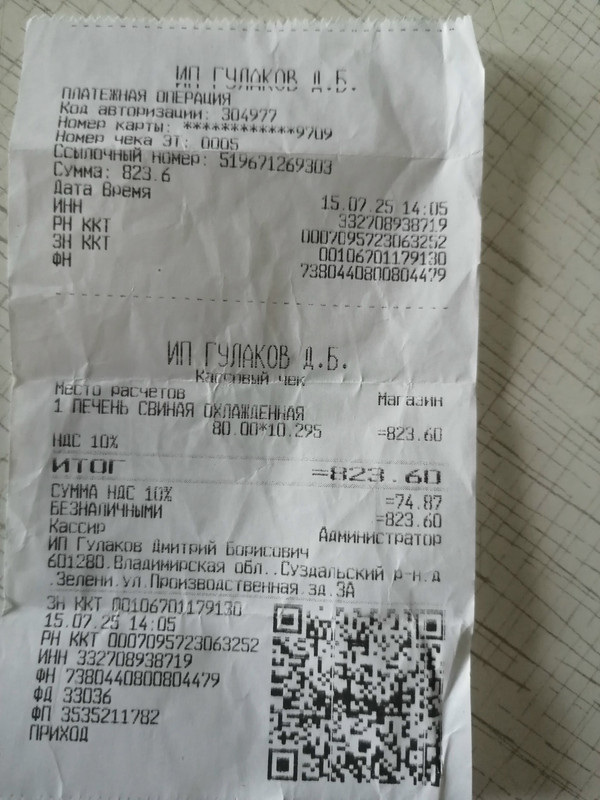 ИП ГУЛАКОВ Д.Б.
ПЛАТЕЖНАЯ ОПЕРАЦИЯ
Код авторизации: 304977
Номер карты: ************9709
Номер чека ЭТ: 0005
Ссылочный номер: 519671269303
Сумма: 823.6
Дата Время 15.07.25 14:05
ИНН 332708938719
РН ККТ 0007095723063252
ЗН ККТ 00106701179130
ФН 7380440800804479
ИП ГУЛАКОВ Д.Б.
Кассовый чек
Место расчетов Магазин
1 ПЕЧЕНЬ СВИНАЯ ОХЛАЖДЕННАЯ
80.00*10.295 =823.60
НДС 10%
ИТОГ =823.60
СУММА НДС 10% =74.87
БЕЗНАЛИЧНЫМИ =823.60
Кассир Администратор
ИП Гулаков Дмитрий Борисович
601280.Владимирская обл..Суздальский р-н.д
.Зелени.ул.Производственная.зд.3А
ЗН ККТ 00106701179130
15.07.25 14:05
РН ККТ 0007095723063252
ИНН 332708938719
ФН 7380440800804479
ФД 33036
ФП 3535211782
ПРИХОД